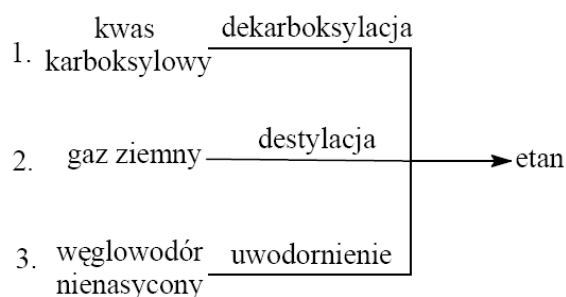 1. kwas karboksylowy
dekarboksylacja
2. gaz ziemny
destylacja
etan
3. węglowodór nienasycony
uwodornienie